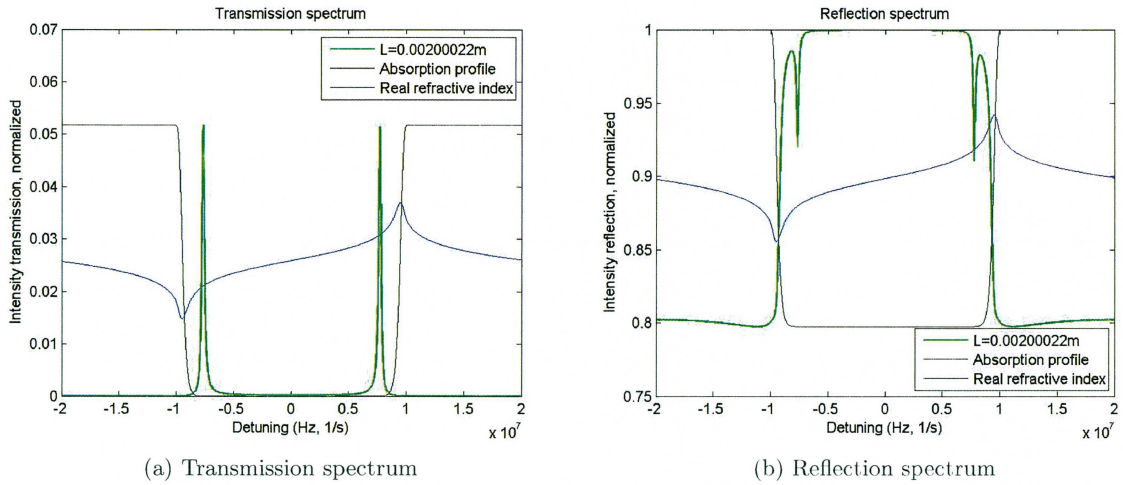 Transmission spectrum
0.07
0.06
0.05
0.04
0.03
0.02
0.01
0
Intensity transmission, normalized
L=0.00200022m
Absorption profile
Real refractive index
-2 -1.5 -1 -0.5 0 0.5 1 1.5 2
Detuning (Hz, 1/s)
x 10^7
(a) Transmission spectrum
Reflection spectrum
1
0.95
0.9
0.85
0.8
0.75
Intensity reflection, normalized
L=0.00200022m
Absorption profile
Real refractive index
-2 -1.5 -1 -0.5 0 0.5 1 1.5 2
Detuning (Hz, 1/s)
x 10^7
(b) Reflection spectrum